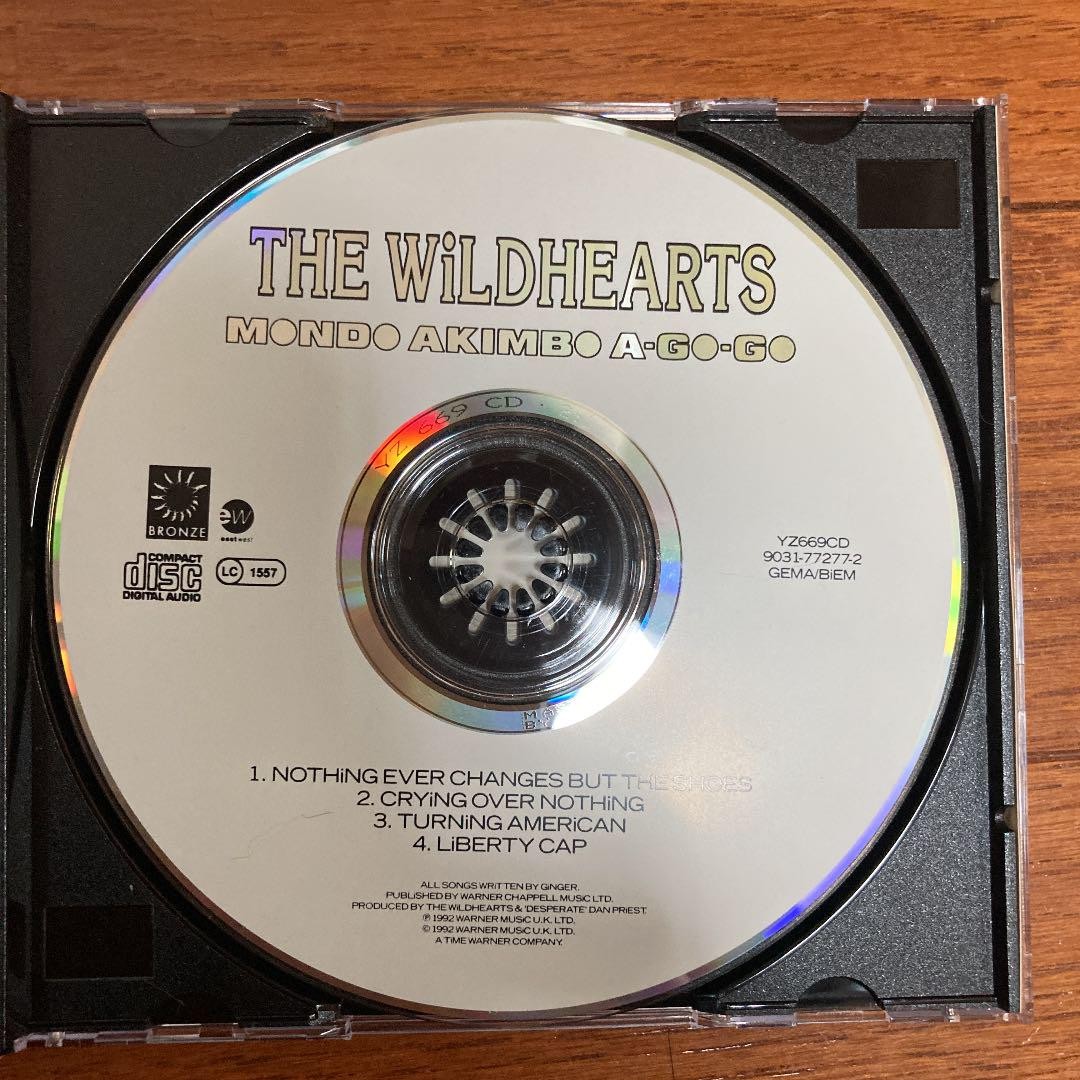 THE WiLDHEARTS
MONDO AKIMBO A-GO-GO
YZ 669 CD
BRONZE
ew
east west
COMPACT
disc
DIGITAL AUDIO
LC 1557
YZ669CD
9031-77277-2
GEMA/BiEM
1. NOTHiNG EVER CHANGES BUT THE SHOES
2. CRYiNG OVER NOTHiNG
3. TURNiNG AMERiCAN
4. LiBERTY CAP
ALL SONGS WRiTTEN BY GiNGER.
PUBLiSHED BY WARNER CHAPPELL MUSiC LTD.
PRODUCED BY THE WiLDHEARTS & 'DESPERATE' DAN PRiEST.
℗ 1992 WARNER MUSiC U.K. LTD.
© 1992 WARNER MUSiC U.K. LTD.
A TiME WARNER COMPANY.